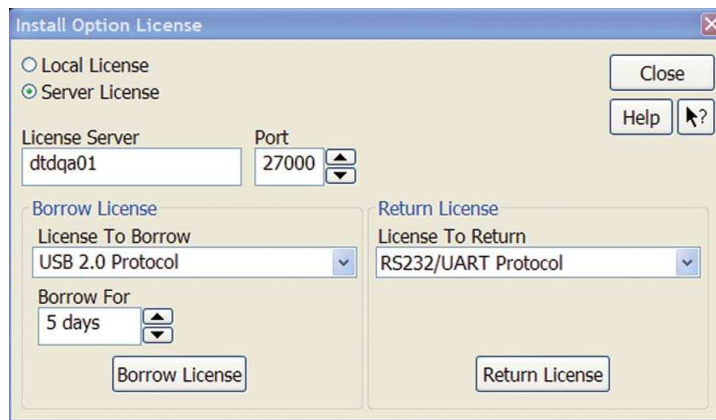 Install Option License
Local License
Server License
Close
Help
?
License Server
Port
dtdqa01
27000
Borrow License
License To Borrow
USB 2.0 Protocol
Borrow For
5 days
Borrow License
Return License
License To Return
RS232/UART Protocol
Return License